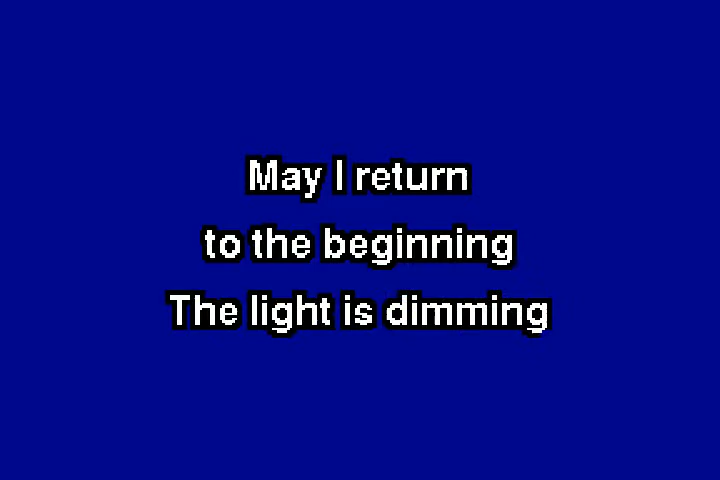 May I return
to the beginning
The light is dimming